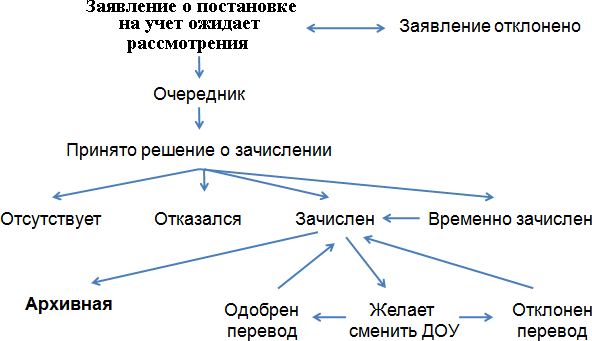 Заявление о постановке
на учет ожидает
рассмотрения
Заявление отклонено
Очередник
Принято решение о зачислении
Отсутствует
Отказался
Зачислен
Временно зачислен
Архивная
Одобрен
перевод
Желает
сменить ДОУ
Отклонен
перевод